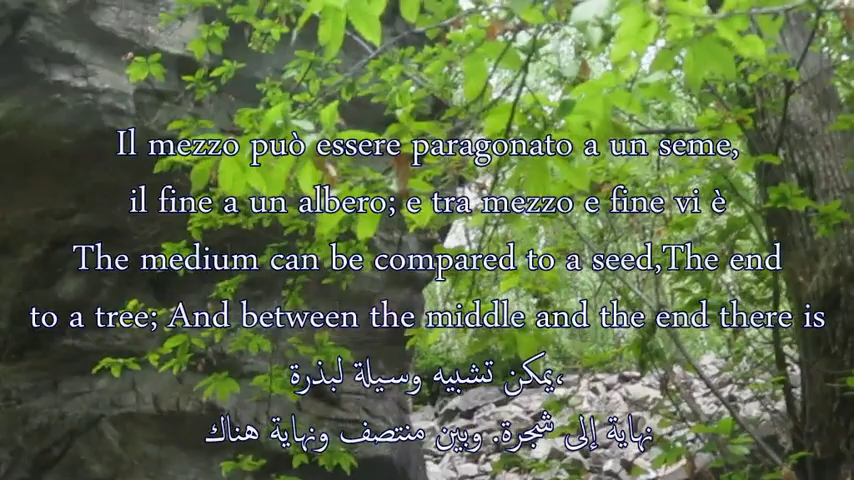 Il mezzo può essere paragonato a un seme,
il fine a un albero; e tra mezzo e fine vi è
The medium can be compared to a seed,The end
to a tree; And between the middle and the end there is
يمكن تشبيه وسيلة لبذرة،
نهاية إلى شجرة. وبين منتصف ونهاية هناك